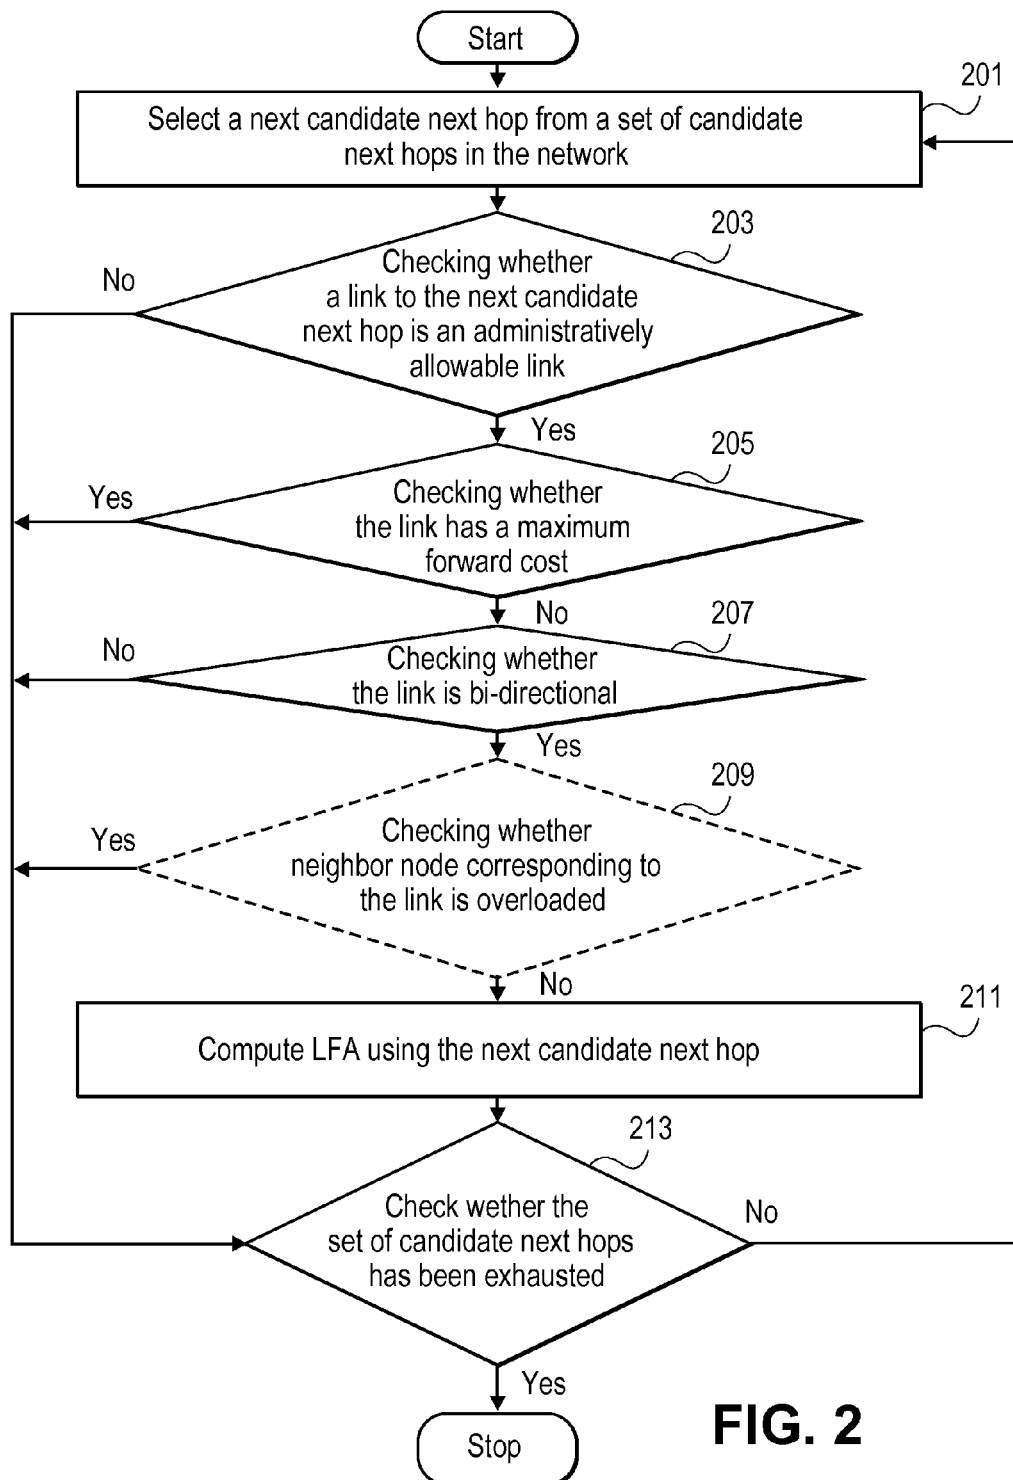 Start
201
Select a next candidate next hop from a set of candidate
next hops in the network
203
No
Checking whether
a link to the next candidate
next hop is an administratively
allowable link
Yes
205
Yes
Checking whether
the link has a maximum
forward cost
No
207
No
Checking whether
the link is bi-directional
Yes
209
Yes
Checking whether
neighbor node corresponding to
the link is overloaded
No
211
Compute LFA using the next candidate next hop
213
Check wether the
set of candidate next hops
has been exhausted
No
Yes
Stop
FIG. 2